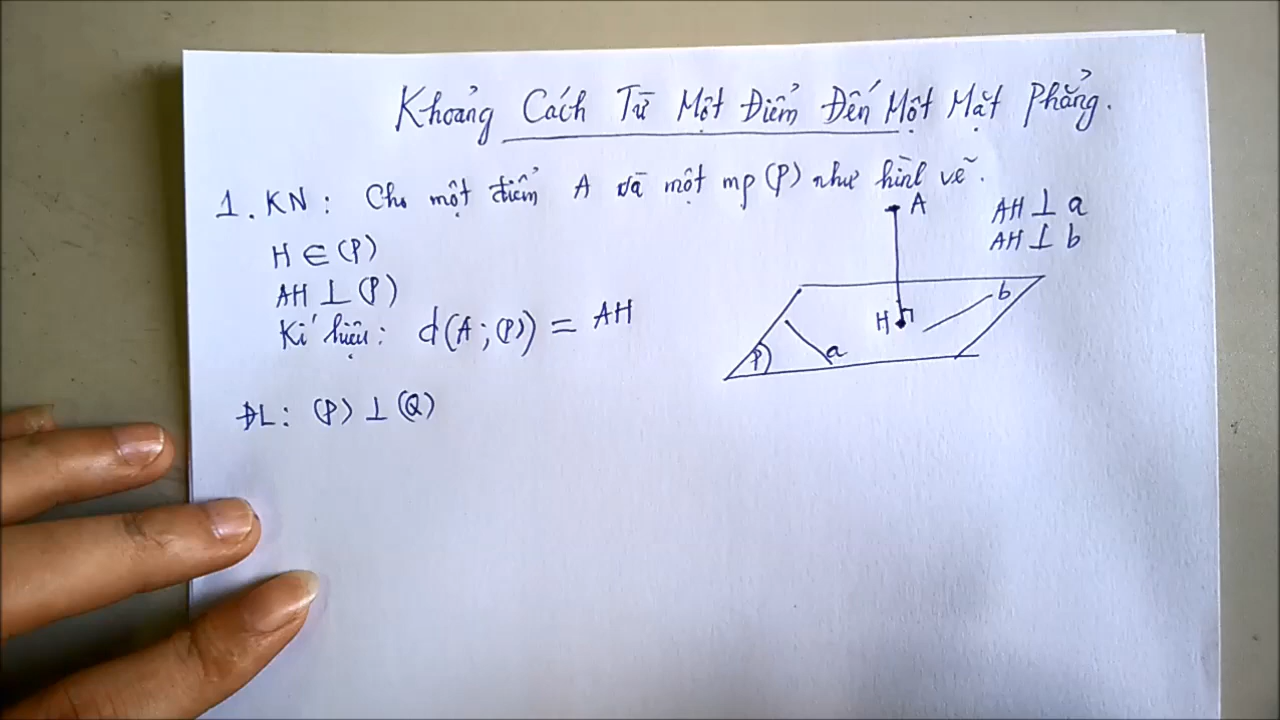 Khoảng Cách Từ Một Điểm Đến Một Mặt Phẳng.
1. KN: Cho một điểm A và một mp (P) như hình vẽ.
H ∈ (P)
AH ⊥ (P)
Kí hiệu: d(A; (P)) = AH
ĐL: (P) ⊥ (Q)
A
AH ⊥ a
AH ⊥ b
b
H
P
a